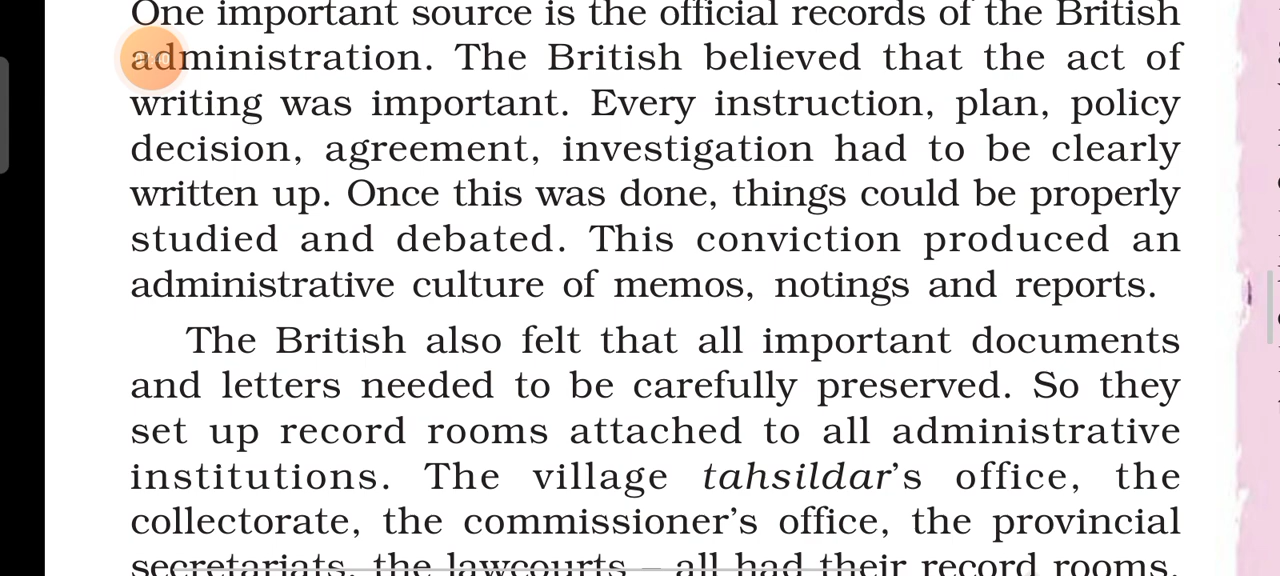 One important source is the official records of the British
administration. The British believed that the act of
writing was important. Every instruction, plan, policy
decision, agreement, investigation had to be clearly
written up. Once this was done, things could be properly
studied and debated. This conviction produced an
administrative culture of memos, notings and reports.
The British also felt that all important documents
and letters needed to be carefully preserved. So they
set up record rooms attached to all administrative
institutions. The village tahsildar’s office, the
collectorate, the commissioner’s office, the provincial
secretariats, the lawcourts – all had their record rooms.